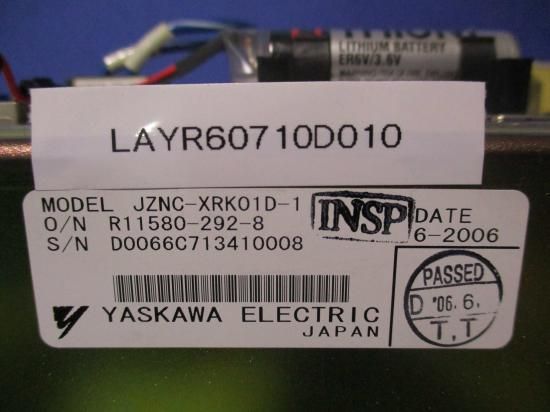 LITHIUM BATTERY
ER6V/3.6V
LAYR60710D010
MODEL JZNC-XRK01D-1
O/N R11580-292-8
S/N D0066C713410008
INSP
DATE
6-2006
PASSED
D '06.6.
T.T
YASKAWA ELECTRIC
JAPAN